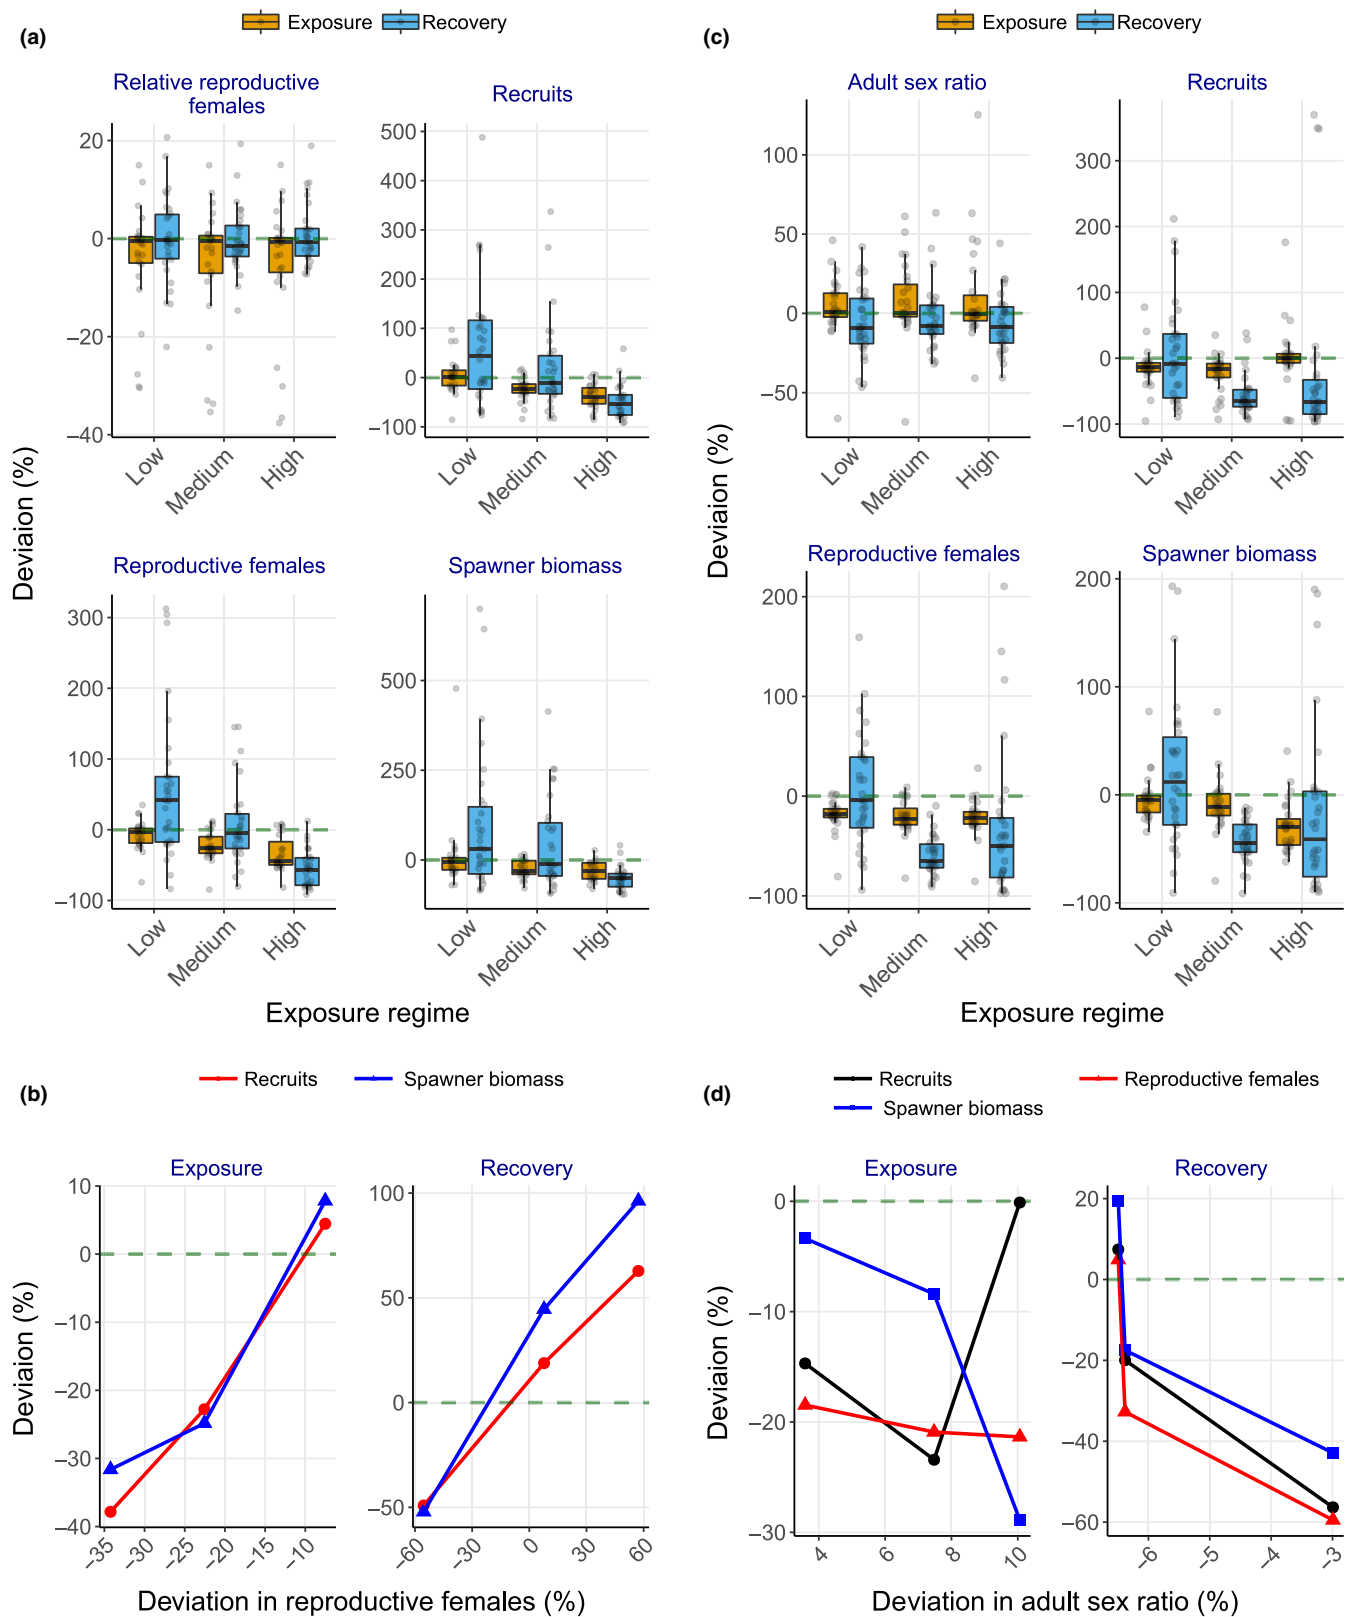 (a)
Exposure Recovery
Relative reproductive
females
Recruits
20
0
−20
−40
500
400
300
200
100
0
−100
Low Medium High
Low Medium High
Reproductive females
Spawner biomass
300
200
100
0
−100
500
250
0
Low Medium High
Low Medium High
Deviaion (%)
Exposure regime
(c)
Exposure Recovery
Adult sex ratio
Recruits
100
50
0
−50
300
200
100
0
−100
Low Medium High
Low Medium High
Reproductive females
Spawner biomass
200
100
0
−100
200
100
0
−100
Low Medium High
Low Medium High
Deviaion (%)
Exposure regime
(b)
Recruits Spawner biomass
Exposure
Recovery
10
0
−10
−20
−30
−40
−35 −30 −25 −20 −15 −10
100
50
0
−50
−60 −30 0 30 60
Deviaion (%)
Deviation in reproductive females (%)
(d)
Recruits Reproductive females
Spawner biomass
Exposure
Recovery
0
−10
−20
−30
4 6 8 10
20
0
−20
−40
−60
−6 −5 −4 −3
Deviaion (%)
Deviation in adult sex ratio (%)